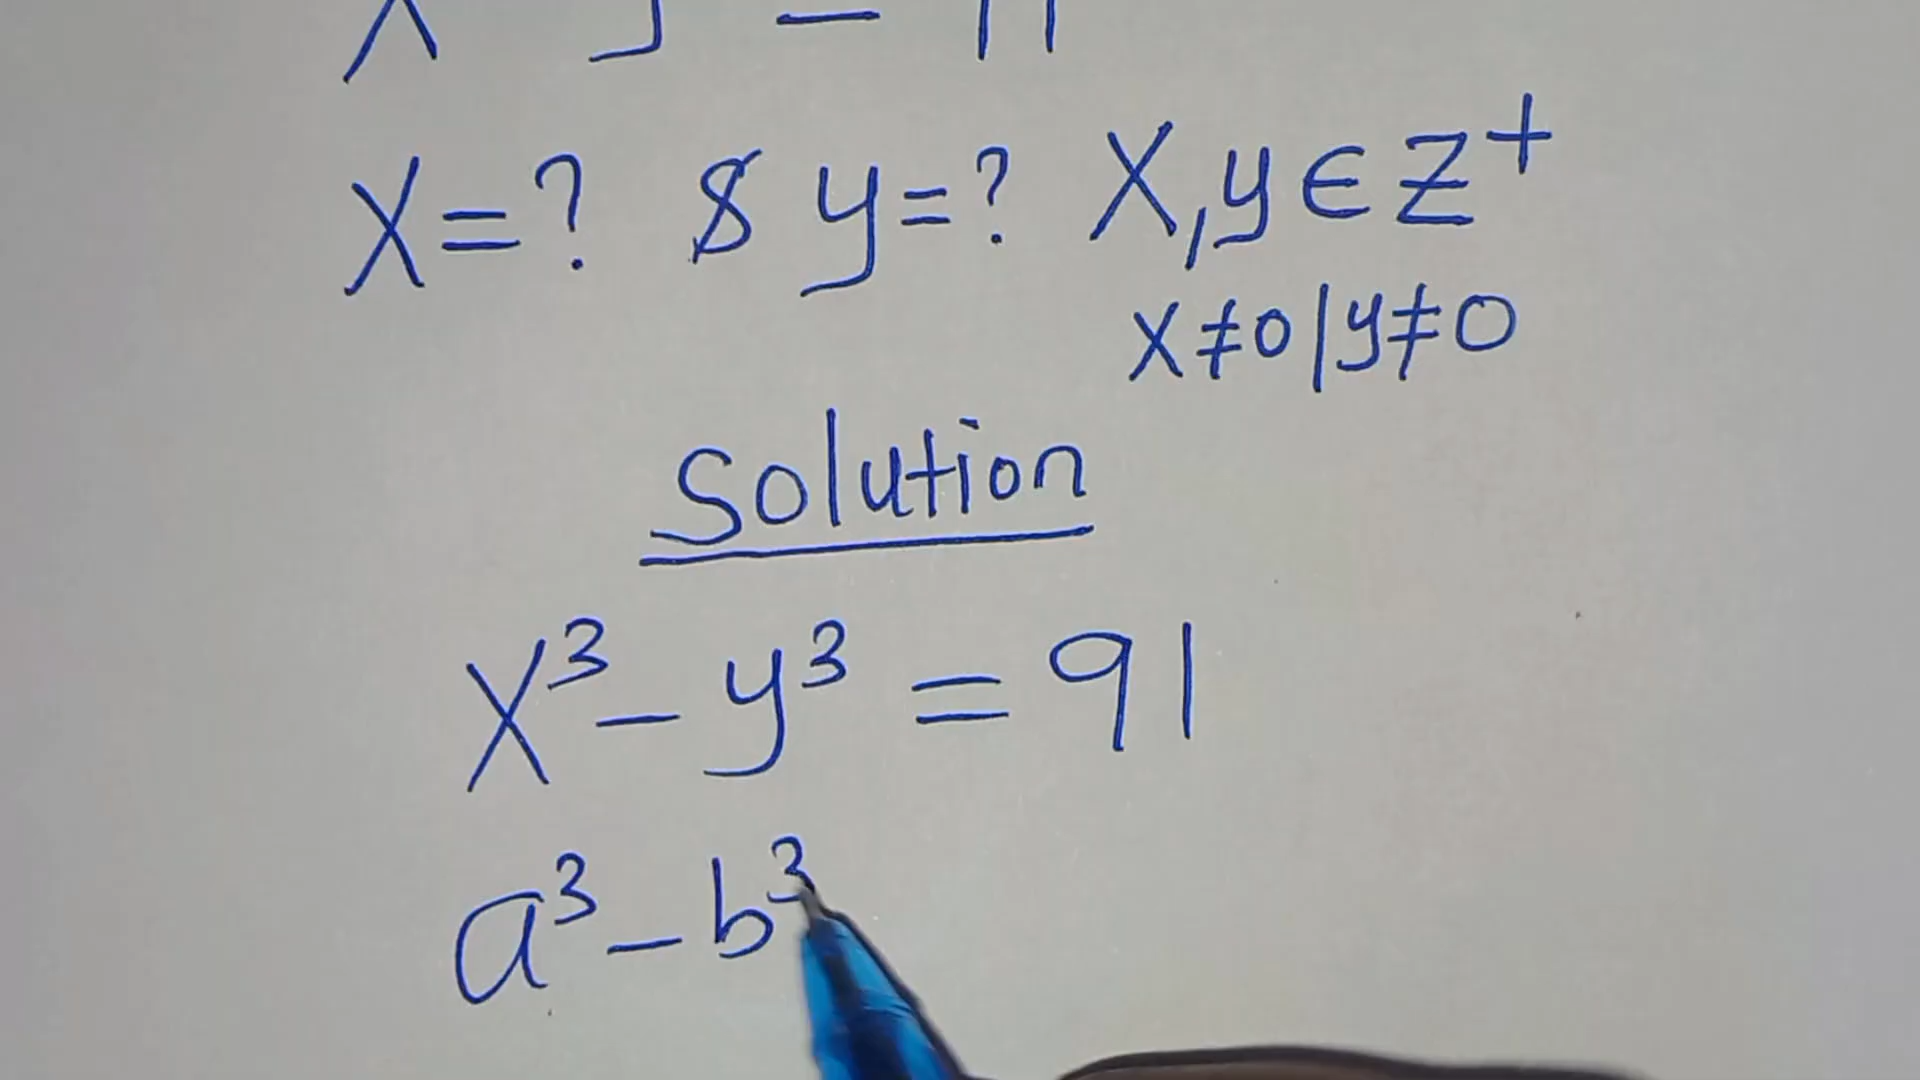 x=? & y=? x,y∈Z⁺
x≠0|y≠0
Solution
x³-y³=91
a³-b³